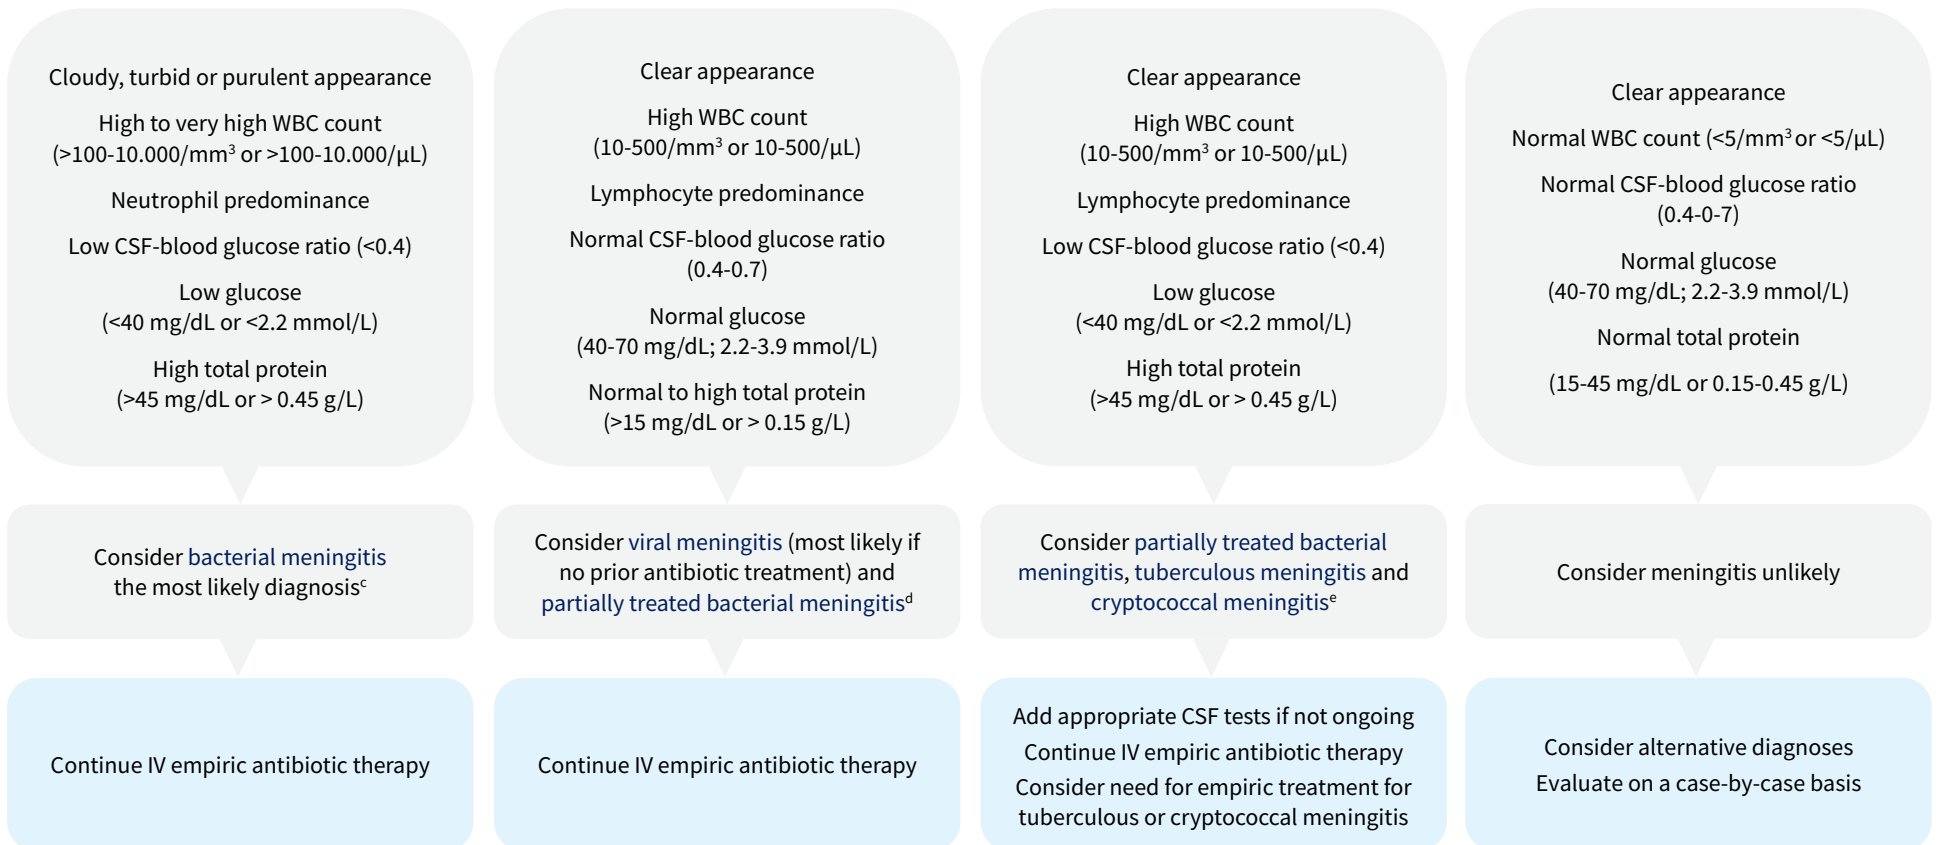 Cloudy, turbid or purulent appearance
High to very high WBC count
(>100-10.000/mm³ or >100-10.000/µL)
Neutrophil predominance
Low CSF-blood glucose ratio (<0.4)
Low glucose
(<40 mg/dL or <2.2 mmol/L)
High total protein
(>45 mg/dL or > 0.45 g/L)
Consider bacterial meningitis
the most likely diagnosisᶜ
Continue IV empiric antibiotic therapy
Clear appearance
High WBC count
(10-500/mm³ or 10-500/µL)
Lymphocyte predominance
Normal CSF-blood glucose ratio
(0.4-0.7)
Normal glucose
(40-70 mg/dL; 2.2-3.9 mmol/L)
Normal to high total protein
(>15 mg/dL or > 0.15 g/L)
Consider viral meningitis (most likely if
no prior antibiotic treatment) and
partially treated bacterial meningitisᵈ
Continue IV empiric antibiotic therapy
Clear appearance
High WBC count
(10-500/mm³ or 10-500/µL)
Lymphocyte predominance
Low CSF-blood glucose ratio (<0.4)
Low glucose
(<40 mg/dL or <2.2 mmol/L)
High total protein
(>45 mg/dL or > 0.45 g/L)
Consider partially treated bacterial
meningitis, tuberculous meningitis and
cryptococcal meningitisᵉ
Add appropriate CSF tests if not ongoing
Continue IV empiric antibiotic therapy
Consider need for empiric treatment for
tuberculous or cryptococcal meningitis
Clear appearance
Normal WBC count (<5/mm³ or <5/µL)
Normal CSF-blood glucose ratio
(0.4-0-7)
Normal glucose
(40-70 mg/dL; 2.2-3.9 mmol/L)
Normal total protein
(15-45 mg/dL or 0.15-0.45 g/L)
Consider meningitis unlikely
Consider alternative diagnoses
Evaluate on a case-by-case basis